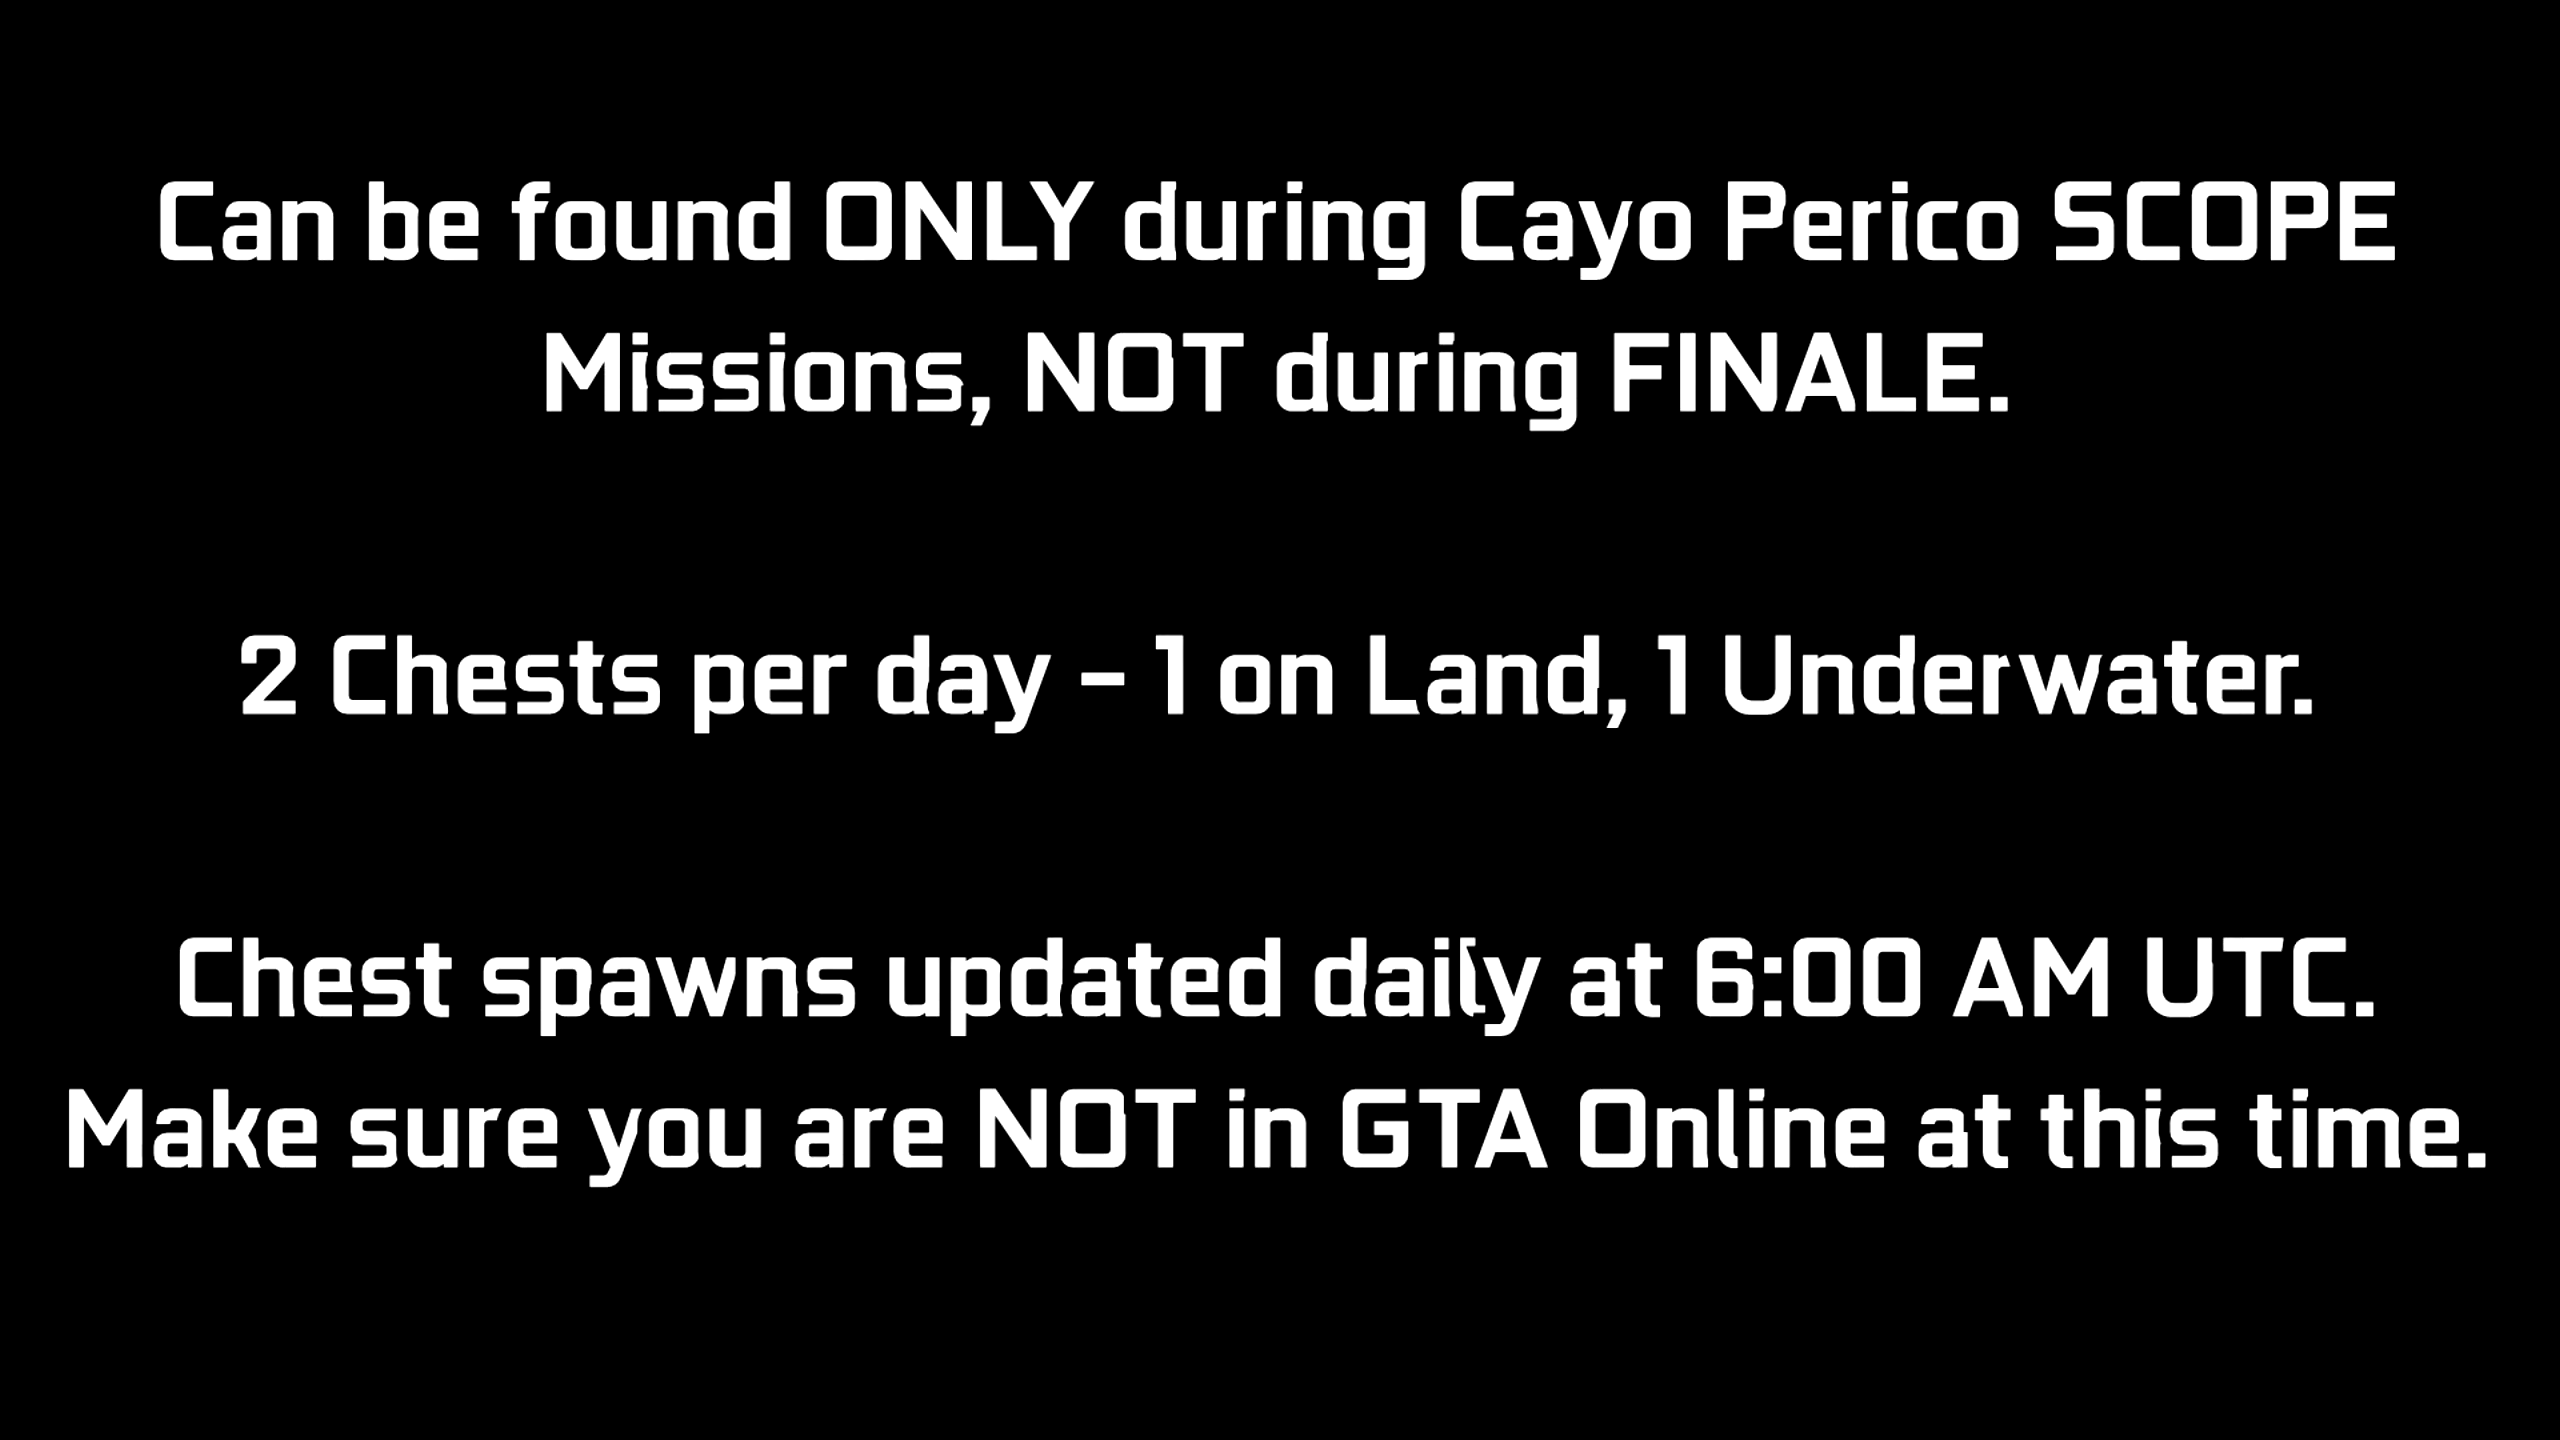 Can be found ONLY during Cayo Perico SCOPE
Missions, NOT during FINALE.
2 Chests per day - 1 on Land, 1 Underwater.
Chest spawns updated daily at 6:00 AM UTC.
Make sure you are NOT in GTA Online at this time.